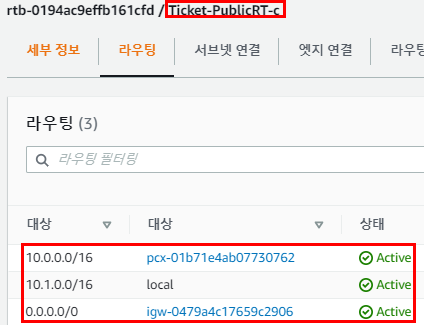 rtb-0194ac9effb161cfd / Ticket-PublicRT-c
세부 정보 라우팅 서브넷 연결 엣지 연결 라우팅
라우팅 (3)
라우팅 필터링
대상 대상 상태
10.0.0.0/16 pcx-01b71e4ab07730762 Active
10.1.0.0/16 local Active
0.0.0.0/0 igw-0479a4c17659c2906 Active